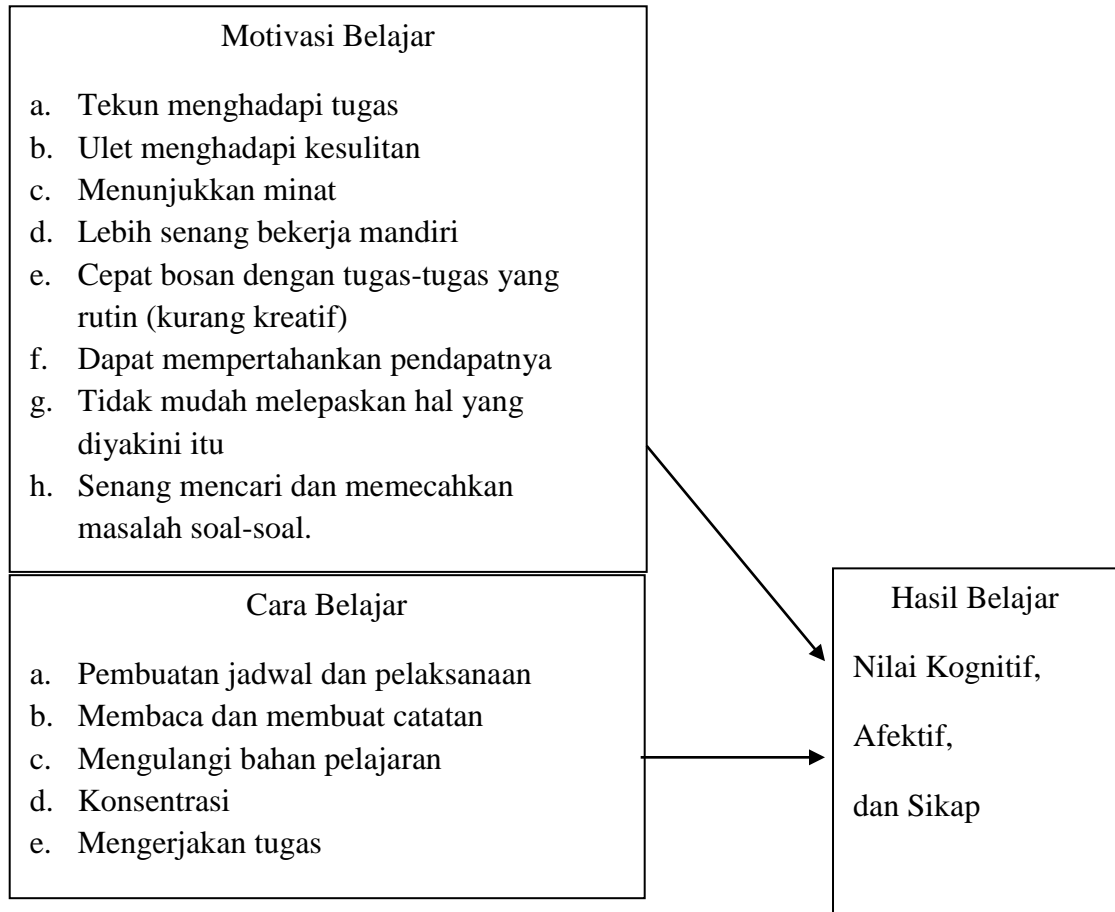 Motivasi Belajar
a. Tekun menghadapi tugas
b. Ulet menghadapi kesulitan
c. Menunjukkan minat
d. Lebih senang bekerja mandiri
e. Cepat bosan dengan tugas-tugas yang
rutin (kurang kreatif)
f. Dapat mempertahankan pendapatnya
g. Tidak mudah melepaskan hal yang
diyakini itu
h. Senang mencari dan memecahkan
masalah soal-soal.
Cara Belajar
a. Pembuatan jadwal dan pelaksanaan
b. Membaca dan membuat catatan
c. Mengulangi bahan pelajaran
d. Konsentrasi
e. Mengerjakan tugas
Hasil Belajar
Nilai Kognitif,
Afektif,
dan Sikap